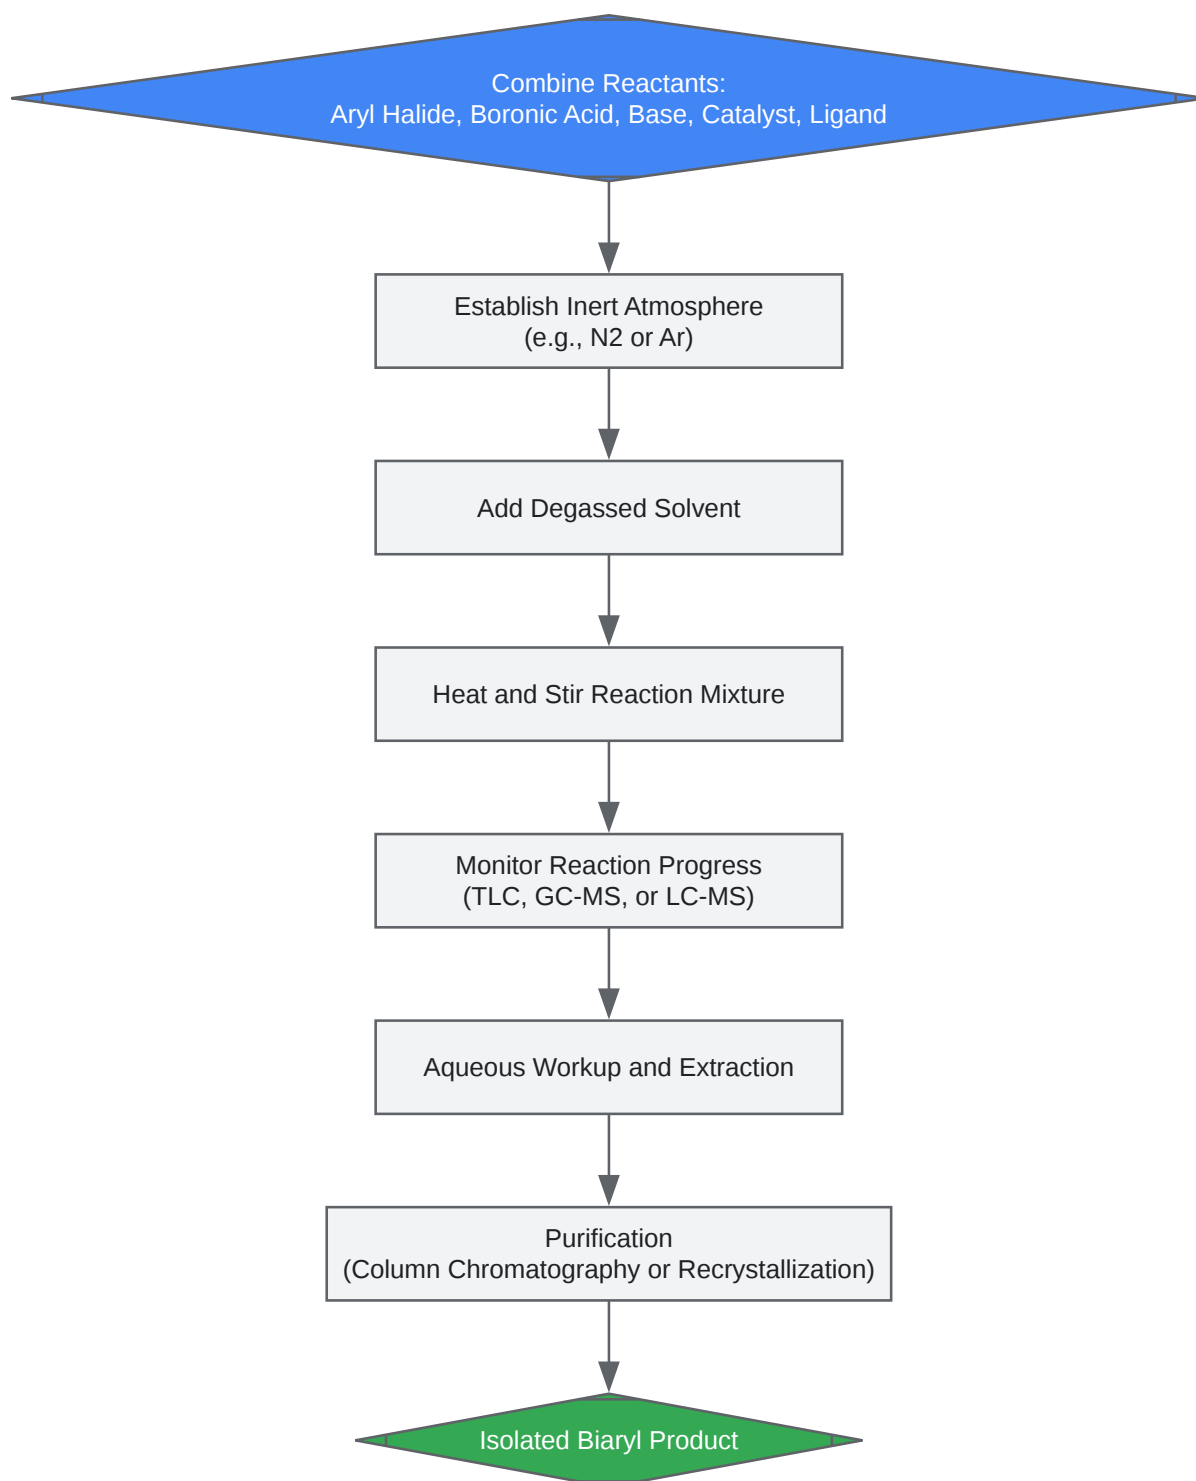 Combine Reactants:
Aryl Halide, Boronic Acid, Base, Catalyst, Ligand
Establish Inert Atmosphere
(e.g., N2 or Ar)
Add Degassed Solvent
Heat and Stir Reaction Mixture
Monitor Reaction Progress
(TLC, GC-MS, or LC-MS)
Aqueous Workup and Extraction
Purification
(Column Chromatography or Recrystallization)
Isolated Biaryl Product